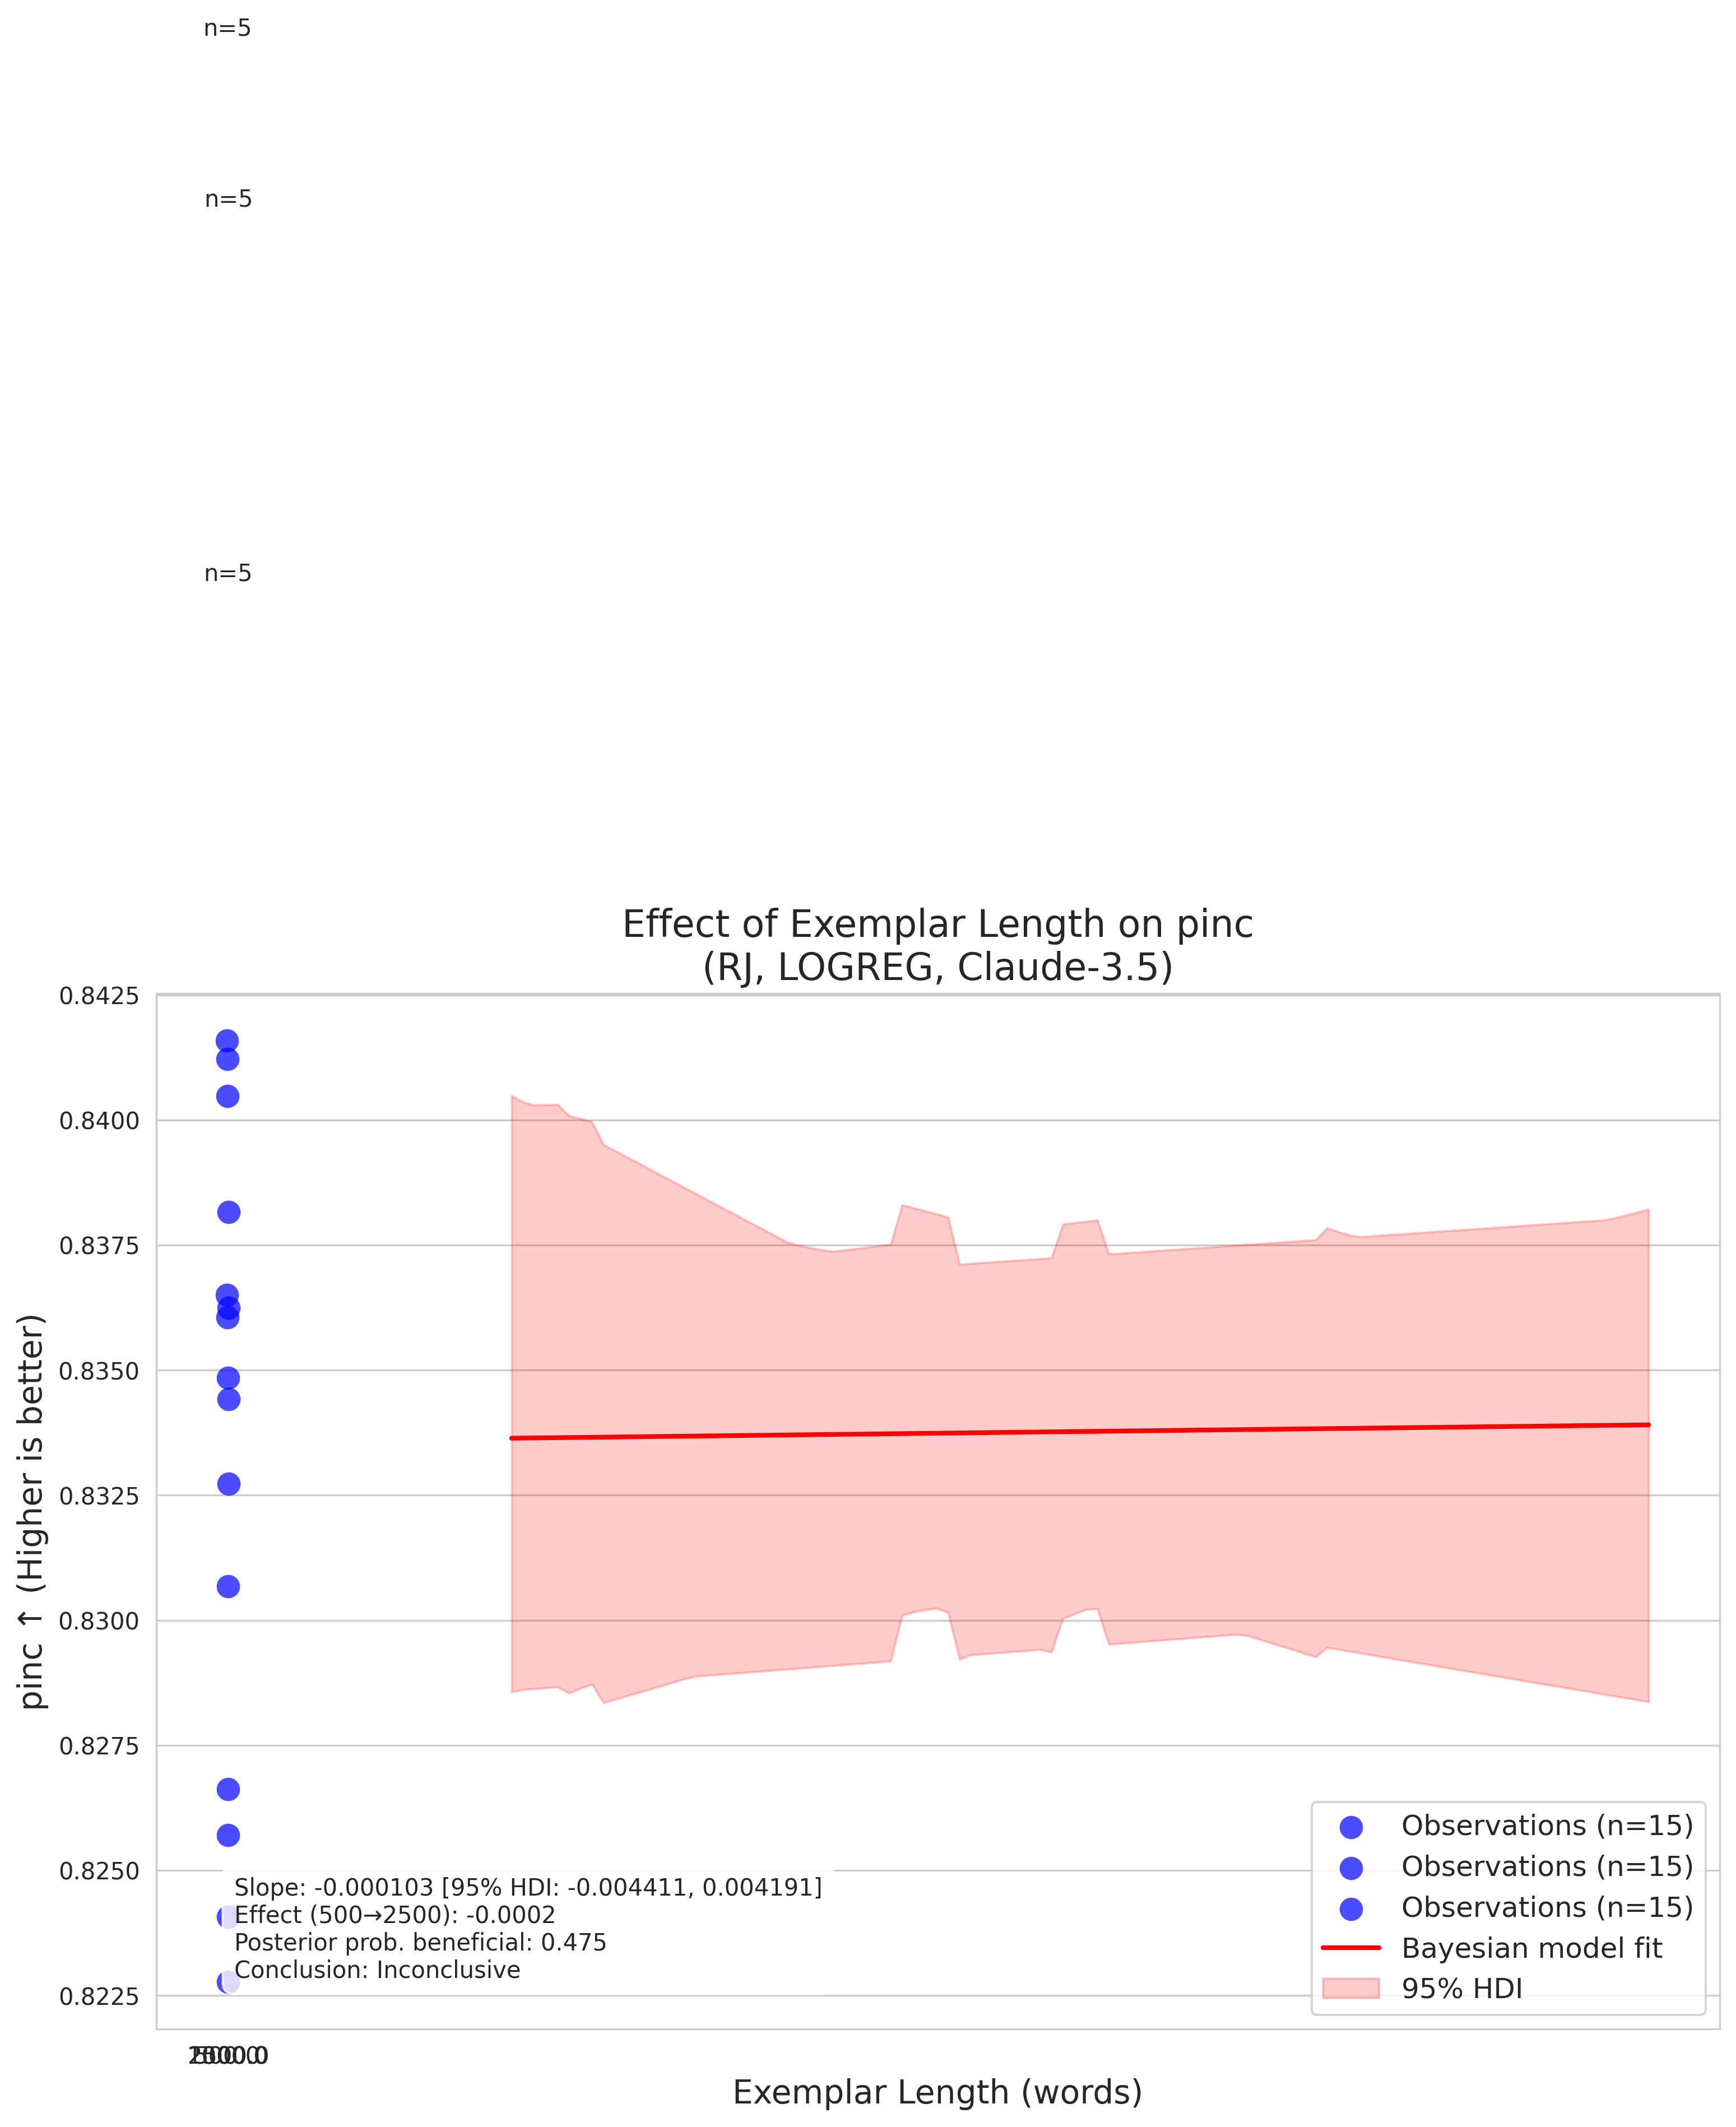 n=5
n=5
n=5
Effect of Exemplar Length on pinc
(RJ, LOGREG, Claude-3.5)
pinc ↑ (Higher is better)
0.8425
0.8400
0.8375
0.8350
0.8325
0.8300
0.8275
0.8250
0.8225
Slope: -0.000103 [95% HDI: -0.004411, 0.004191]
Effect (500→2500): -0.0002
Posterior prob. beneficial: 0.475
Conclusion: Inconclusive
Observations (n=15)
Observations (n=15)
Observations (n=15)
Bayesian model fit
95% HDI
Exemplar Length (words)